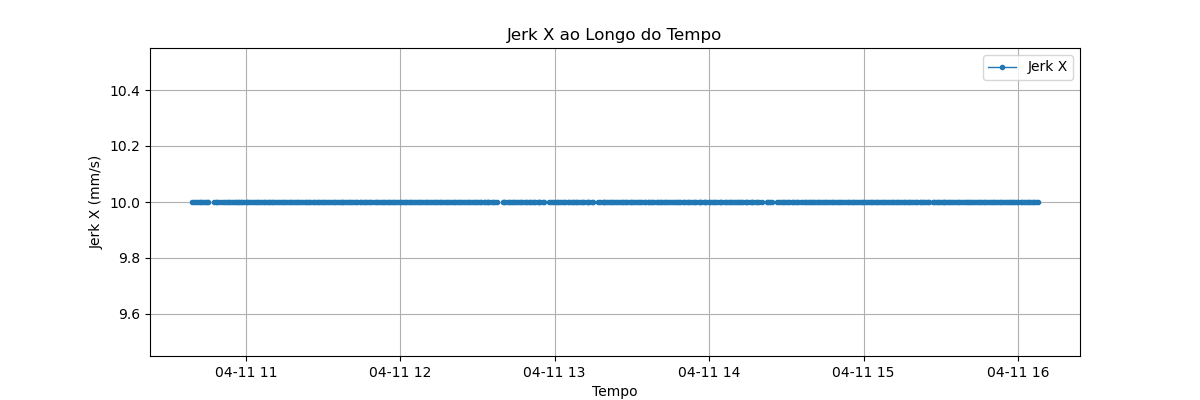 Jerk X ao Longo do Tempo
Jerk X
10.4
10.2
10.0
9.8
9.6
Jerk X (mm/s)
04-11 11
04-11 12
04-11 13
04-11 14
04-11 15
04-11 16
Tempo